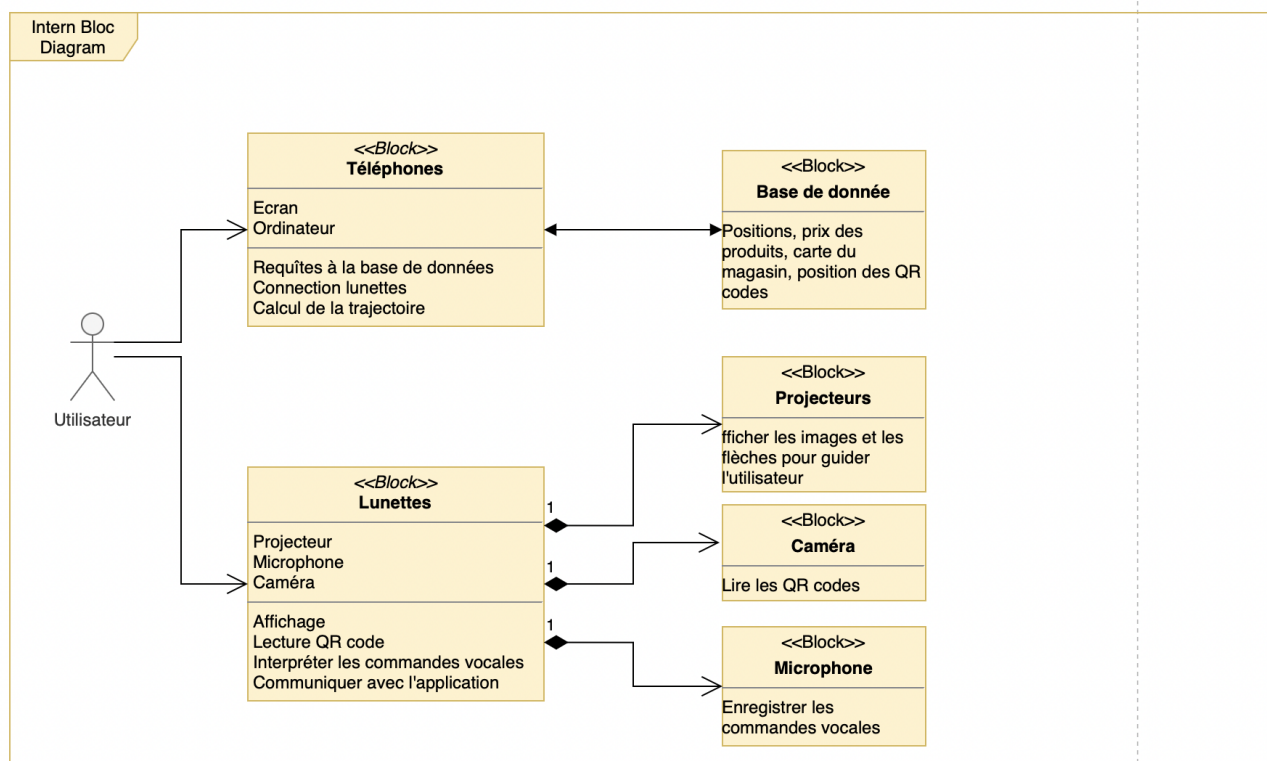 Intern Bloc
Diagram
<<Block>>
Téléphones
Ecran
Ordinateur
Requîtes à la base de données
Connection lunettes
Calcul de la trajectoire
<<Block>>
Base de donnée
Positions, prix des
produits, carte du
magasin, position des QR
codes
Utilisateur
<<Block>>
Lunettes
Projecteur
Microphone
Caméra
Affichage
Lecture QR code
Interpréter les commandes vocales
Communiquer avec l'application
1
1
1
<<Block>>
Projecteurs
fficher les images et les
flèches pour guider
l'utilisateur
<<Block>>
Caméra
Lire les QR codes
<<Block>>
Microphone
Enregistrer les
commandes vocales